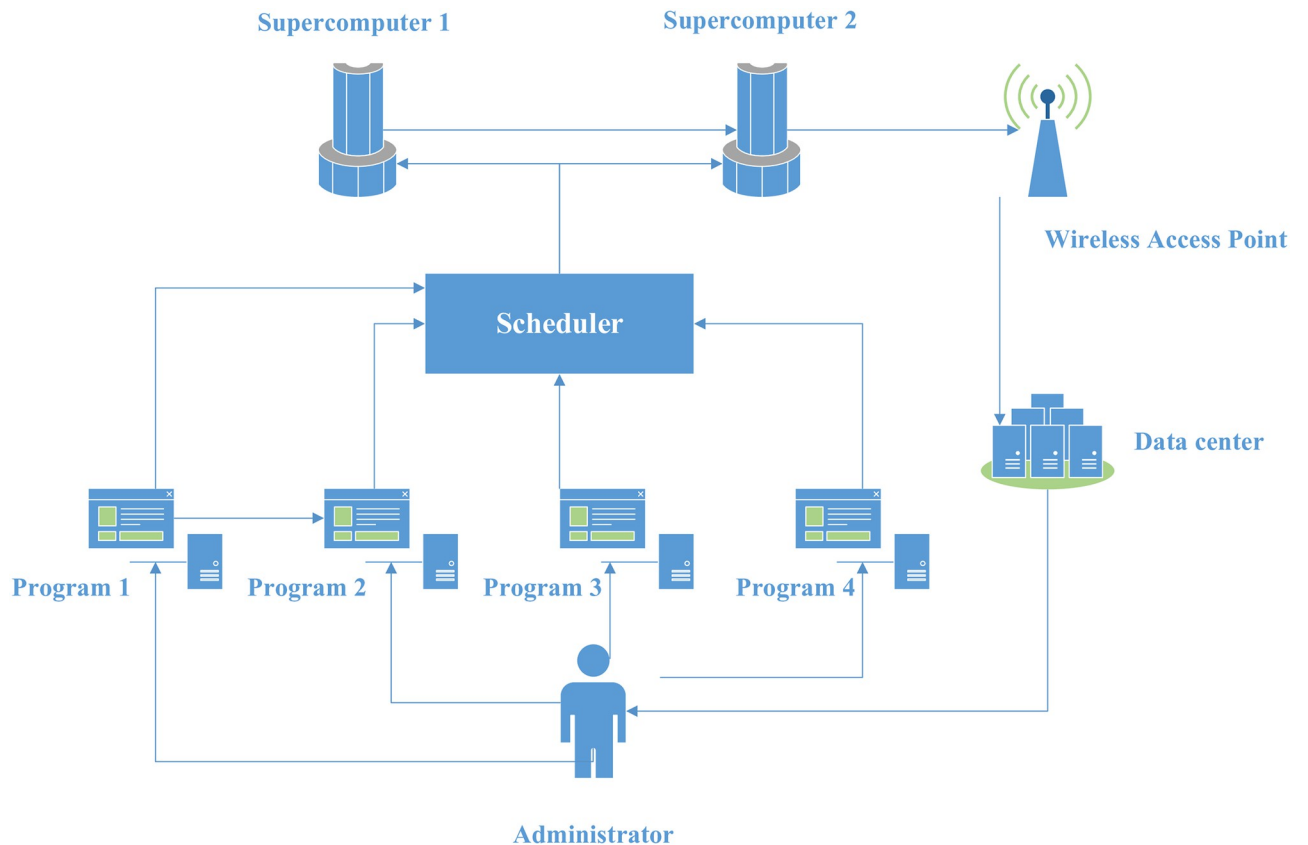 Supercomputer 1
Supercomputer 2
Wireless Access Point
Scheduler
Data center
Program 1
Program 2
Program 3
Program 4
Administrator